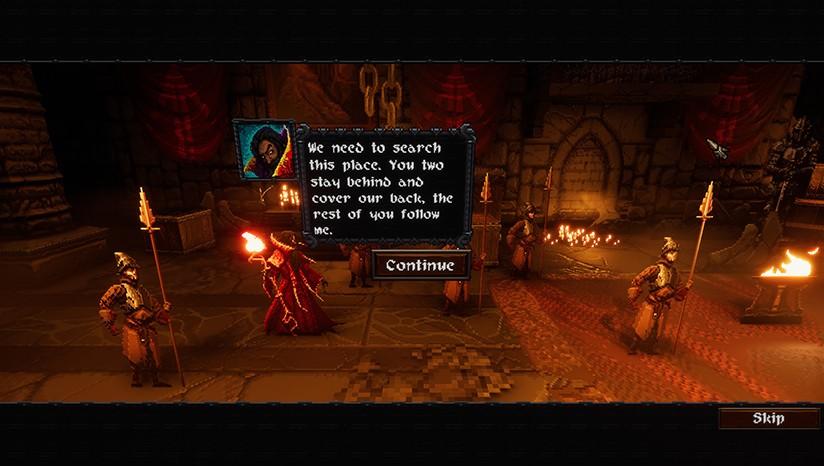 We need to search
this place. You two
stay behind and
cover our back, the
rest of you follow
me.
Continue
Skip